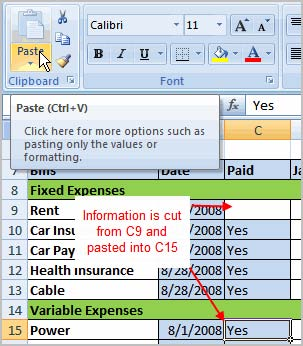 Paste
Calibri 11
B I U A
Clipboard Font
Paste (Ctrl+V)
fx Yes
Click here for more options such as
pasting only the values or
formatting.
C
7 Bills Date Paid
8 Fixed Expenses
9 Rent /2008
10 Car Insu /2008 Yes
11 Car Pay /2008 Yes
12 Health Insurance 8/28/2008 Yes
13 Cable 8/28/2008 Yes
Information is cut
from C9 and
pasted into C15
14 Variable Expenses
15 Power 8/1/2008 Yes